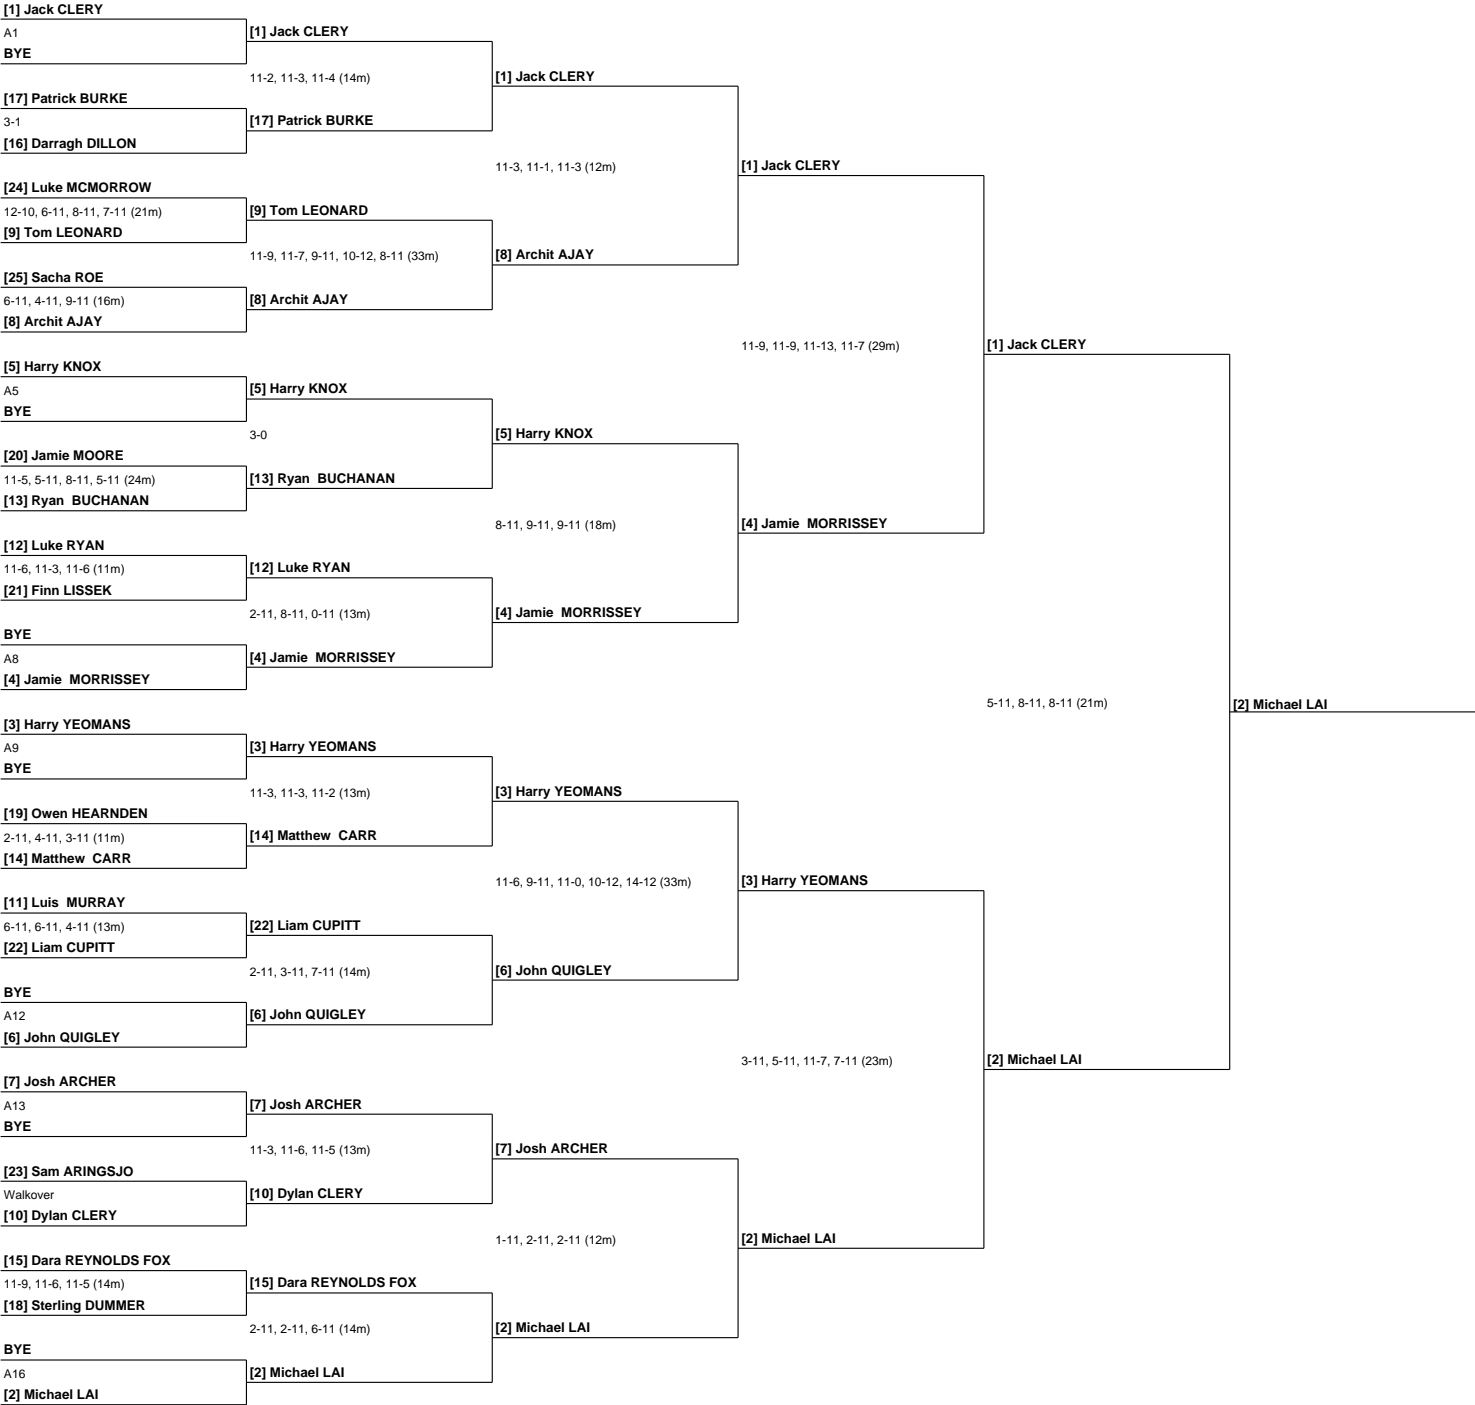 [1] Jack CLERY
A1
BYE
[17] Patrick BURKE
3-1
[16] Darragh DILLON
[24] Luke MCMORROW
12-10, 6-11, 8-11, 7-11 (21m)
[9] Tom LEONARD
[25] Sacha ROE
6-11, 4-11, 9-11 (16m)
[8] Archit AJAY
[5] Harry KNOX
A5
BYE
[20] Jamie MOORE
11-5, 5-11, 8-11, 5-11 (24m)
[13] Ryan  BUCHANAN
[12] Luke RYAN
11-6, 11-3, 11-6 (11m)
[21] Finn LISSEK
BYE
A8
[4] Jamie  MORRISSEY
[3] Harry YEOMANS
A9
BYE
[19] Owen HEARNDEN
2-11, 4-11, 3-11 (11m)
[14] Matthew  CARR
[11] Luis  MURRAY
6-11, 6-11, 4-11 (13m)
[22] Liam CUPITT
BYE
A12
[6] John QUIGLEY
[7] Josh ARCHER
A13
BYE
[23] Sam ARINGSJO
Walkover
[10] Dylan CLERY
[15] Dara REYNOLDS FOX
11-9, 11-6, 11-5 (14m)
[18] Sterling DUMMER
BYE
A16
[2] Michael LAI
[1] Jack CLERY
11-2, 11-3, 11-4 (14m)
[17] Patrick BURKE
[9] Tom LEONARD
11-9, 11-7, 9-11, 10-12, 8-11 (33m)
[8] Archit AJAY
[5] Harry KNOX
3-0
[13] Ryan  BUCHANAN
[12] Luke RYAN
2-11, 8-11, 0-11 (13m)
[4] Jamie  MORRISSEY
[3] Harry YEOMANS
11-3, 11-3, 11-2 (13m)
[14] Matthew  CARR
[22] Liam CUPITT
2-11, 3-11, 7-11 (14m)
[6] John QUIGLEY
[7] Josh ARCHER
11-3, 11-6, 11-5 (13m)
[10] Dylan CLERY
[15] Dara REYNOLDS FOX
2-11, 2-11, 6-11 (14m)
[2] Michael LAI
[1] Jack CLERY
11-3, 11-1, 11-3 (12m)
[8] Archit AJAY
[5] Harry KNOX
8-11, 9-11, 9-11 (18m)
[4] Jamie  MORRISSEY
[3] Harry YEOMANS
11-6, 9-11, 11-0, 10-12, 14-12 (33m)
[6] John QUIGLEY
[7] Josh ARCHER
1-11, 2-11, 2-11 (12m)
[2] Michael LAI
[1] Jack CLERY
11-9, 11-9, 11-13, 11-7 (29m)
[4] Jamie  MORRISSEY
[3] Harry YEOMANS
3-11, 5-11, 11-7, 7-11 (23m)
[2] Michael LAI
[1] Jack CLERY
5-11, 8-11, 8-11 (21m)
[2] Michael LAI
[2] Michael LAI